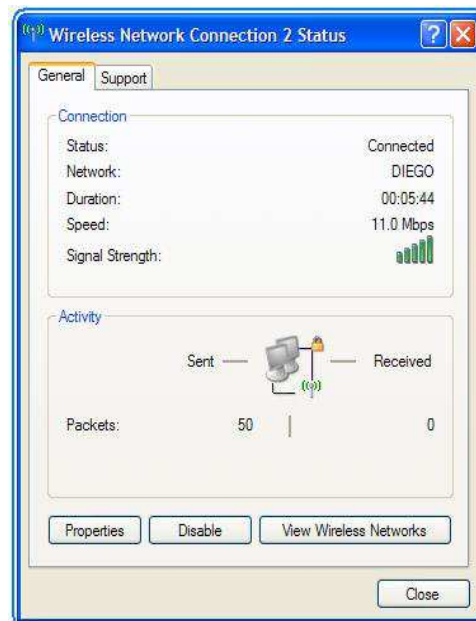 Wireless Network Connection 2 Status
General Support
Connection
Status: Connected
Network: DIEGO
Duration: 00:05:44
Speed: 11.0 Mbps
Signal Strength:
Activity
Sent Received
Packets: 50 0
Properties Disable View Wireless Networks
Close